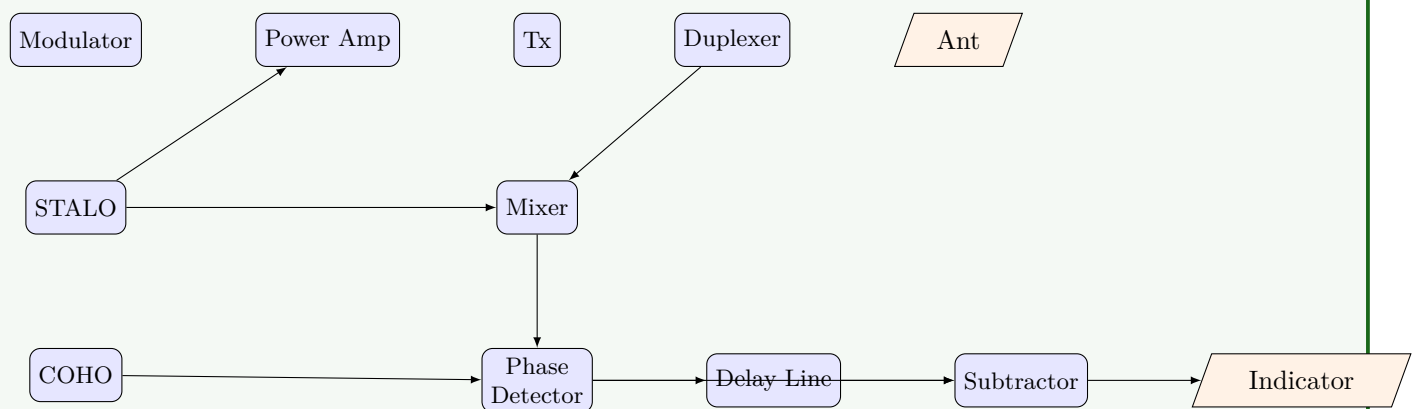 Modulator
Power Amp
Tx
Duplexer
Ant
STALO
Mixer
COHO
Phase
Detector
Delay Line
Subtractor
Indicator